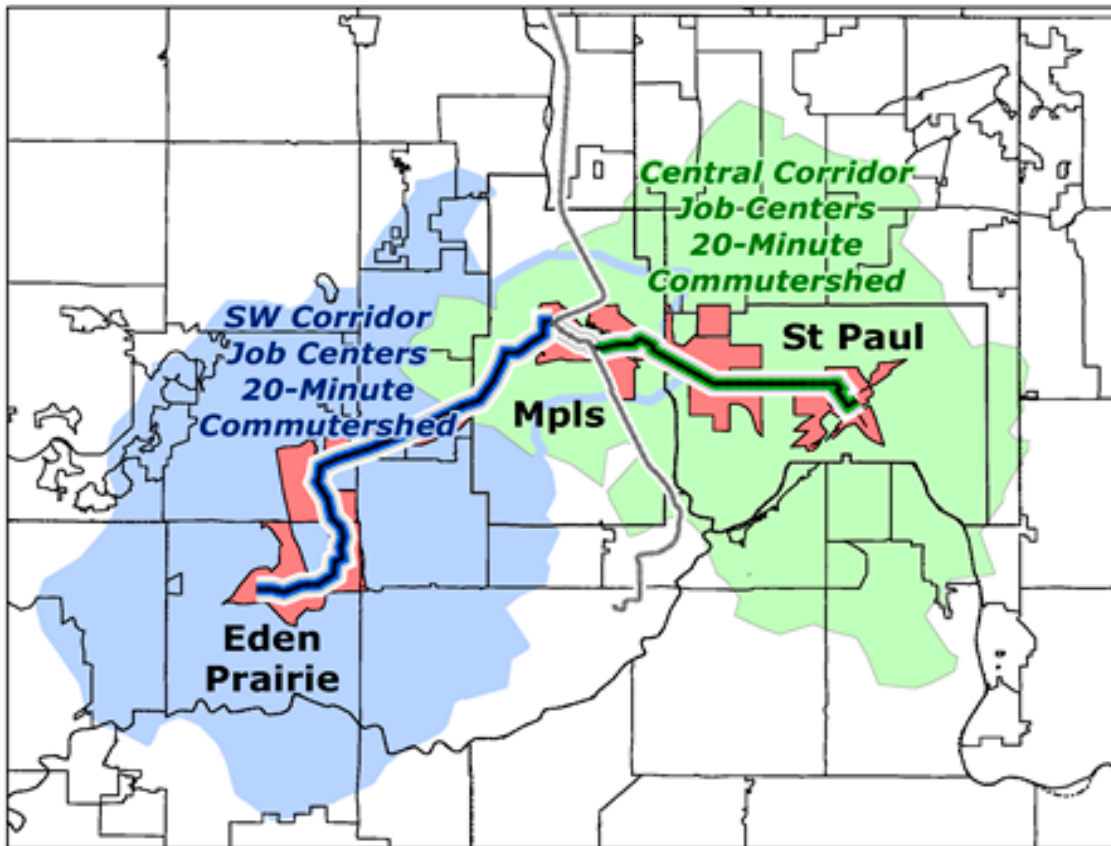 Central Corridor
Job Centers
20-Minute
Commutershed
SW Corridor
Job Centers
20-Minute
Commutershed
St Paul
Mpls
Eden
Prairie